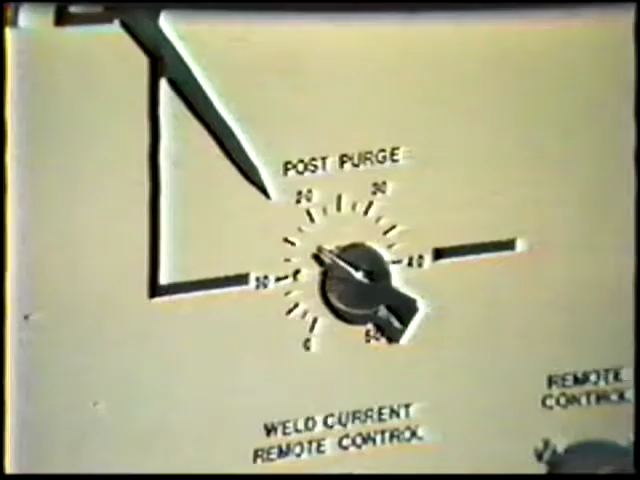 POST PURGE
20 30
10 40
0 50
WELD CURRENT
REMOTE CONTROL
REMOTE
CONTROL